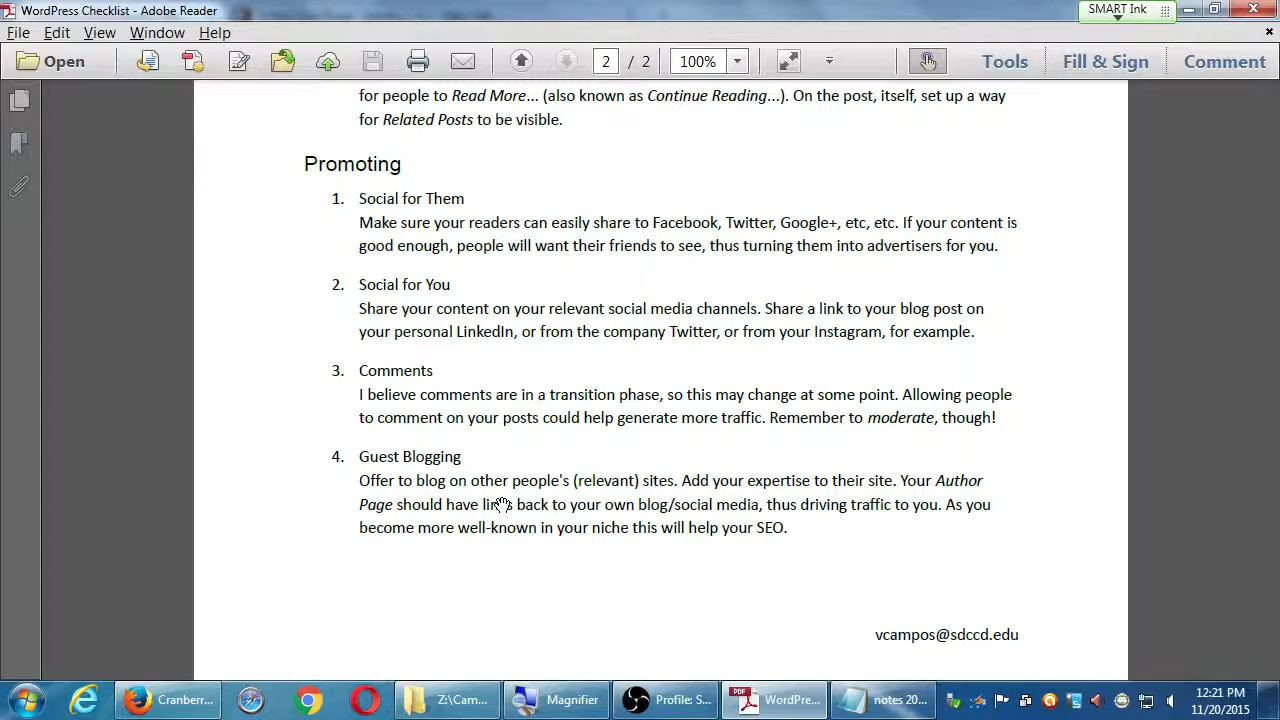 WordPress Checklist - Adobe Reader
SMART Ink
File Edit View Window Help
Open
2 / 2
100%
Tools Fill & Sign Comment
for people to Read More... (also known as Continue Reading...). On the post, itself, set up a way
for Related Posts to be visible.
Promoting
1. Social for Them
Make sure your readers can easily share to Facebook, Twitter, Google+, etc, etc. If your content is
good enough, people will want their friends to see, thus turning them into advertisers for you.
2. Social for You
Share your content on your relevant social media channels. Share a link to your blog post on
your personal LinkedIn, or from the company Twitter, or from your Instagram, for example.
3. Comments
I believe comments are in a transition phase, so this may change at some point. Allowing people
to comment on your posts could help generate more traffic. Remember to moderate, though!
4. Guest Blogging
Offer to blog on other people's (relevant) sites. Add your expertise to their site. Your Author
Page should have links back to your own blog/social media, thus driving traffic to you. As you
become more well-known in your niche this will help your SEO.
vcampos@sdccd.edu
Cranberr...
Z:\Cam...
Magnifier
Profile: S...
PDF
WordPre...
notes 20...
12:21 PM
11/20/2015